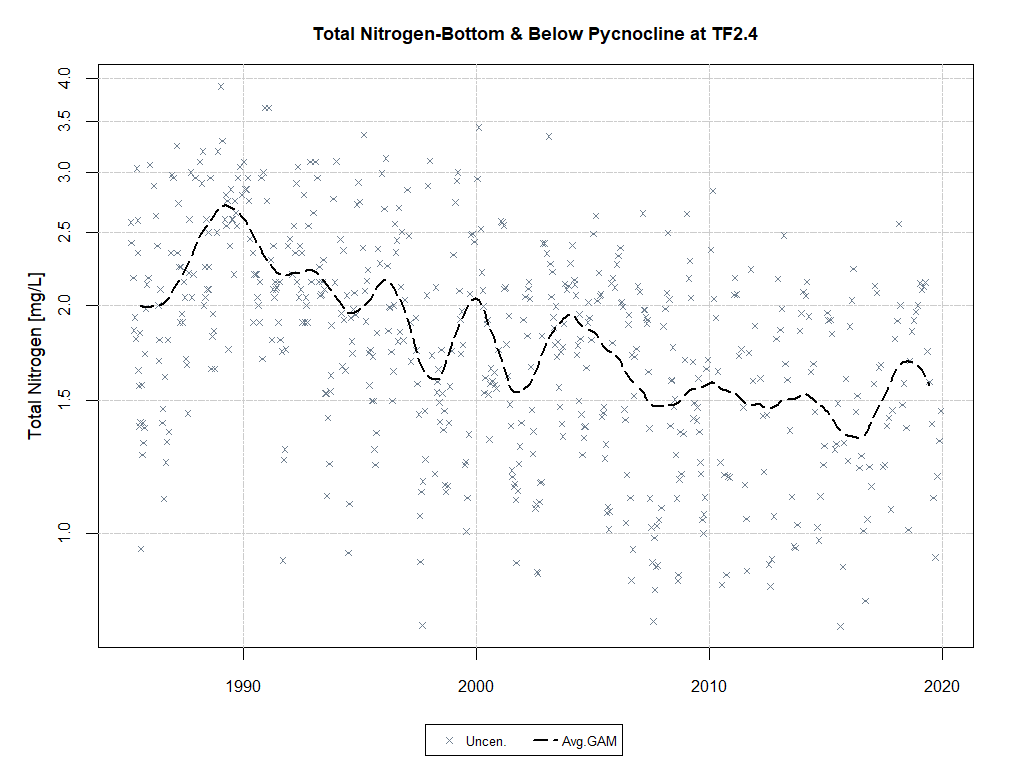 Total Nitrogen-Bottom & Below Pycnocline at TF2.4
Total Nitrogen [mg/L]
4.0
3.5
3.0
2.5
2.0
1.5
1.0
1990 2000 2010 2020
Uncen. Avg.GAM